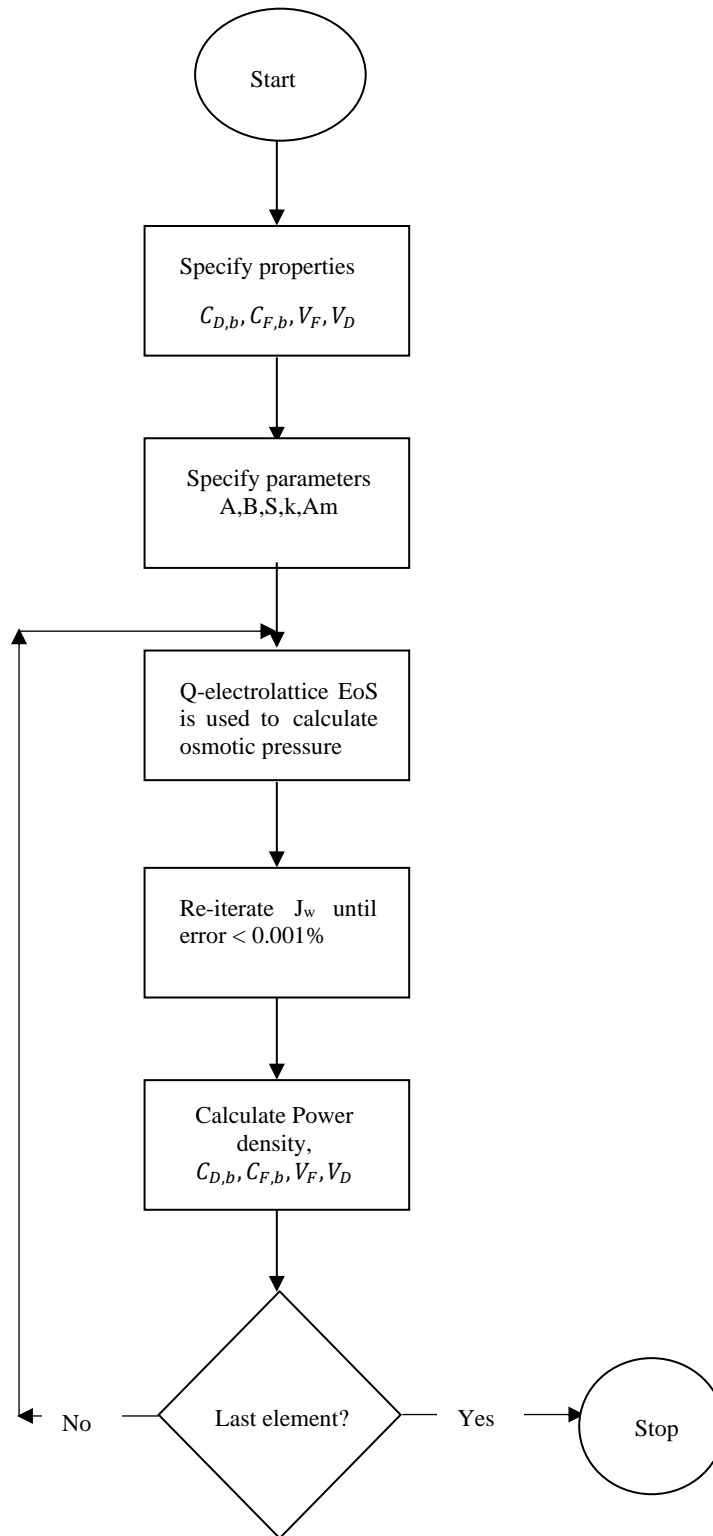 Start
Specify properties
C_{D,b}, C_{F,b}, V_F, V_D
Specify parameters
A,B,S,k,Am
Q-electrolattice EoS
is used to calculate
osmotic pressure
Re-iterate J_w until
error < 0.001%
Calculate Power
density,
C_{D,b}, C_{F,b}, V_F, V_D
Last element?
No
Yes
Stop